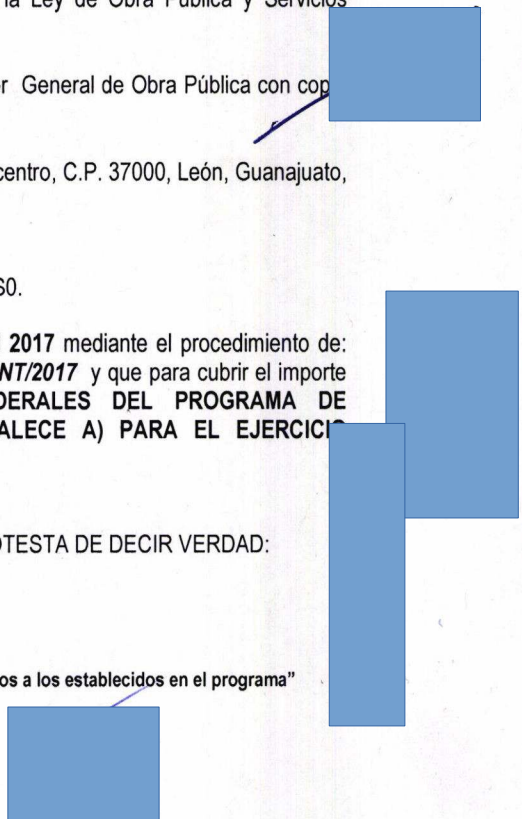 la Ley de Obra Pública y Servicios
General de Obra Pública con cop
centro, C.P. 37000, León, Guanajuato,
S0.
2017 mediante el procedimiento de:
NT/2017 y que para cubrir el importe
DERALES DEL PROGRAMA DE
ALECE A) PARA EL EJERCICIO
OTESTA DE DECIR VERDAD:
os a los establecidos en el programa”